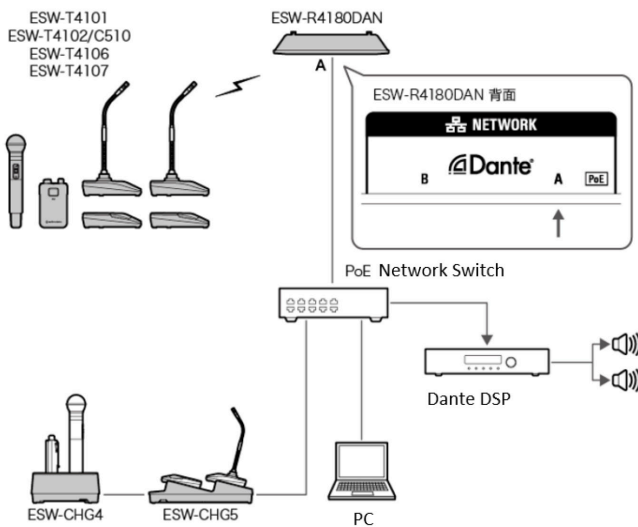 ESW-T4101
ESW-T4102/C510
ESW-T4106
ESW-T4107
ESW-R4180DAN
A
ESW-R4180DAN 背面
NETWORK
Dante
B
A
PoE
PoE Network Switch
Dante DSP
ESW-CHG4
ESW-CHG5
PC